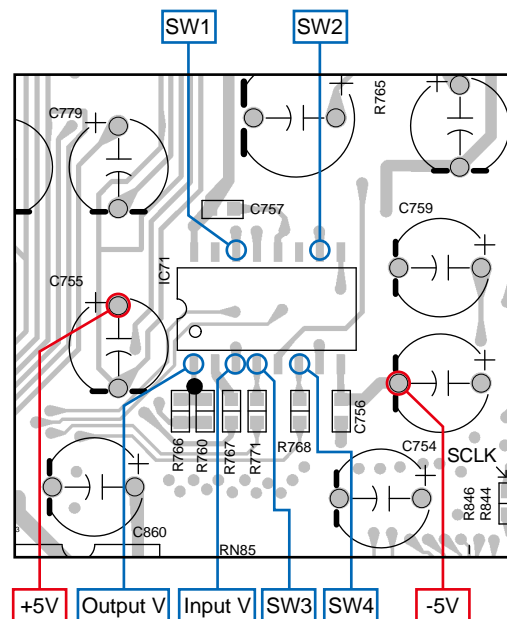 SW1
SW2
C779
R765
C757
C759
IC71
C755
R766
R760
R767
R771
R768
C756
C754
SCLK
R846
R844
C860
RN85
3
+5V
Output V
Input V
SW3
SW4
-5V